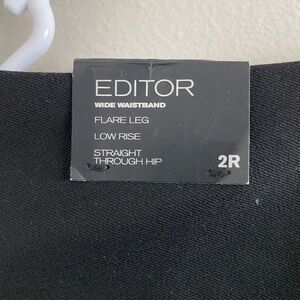 EDITOR
WIDE WAISTBAND
FLARE LEG
LOW RISE
STRAIGHT
THROUGH HIP
2R